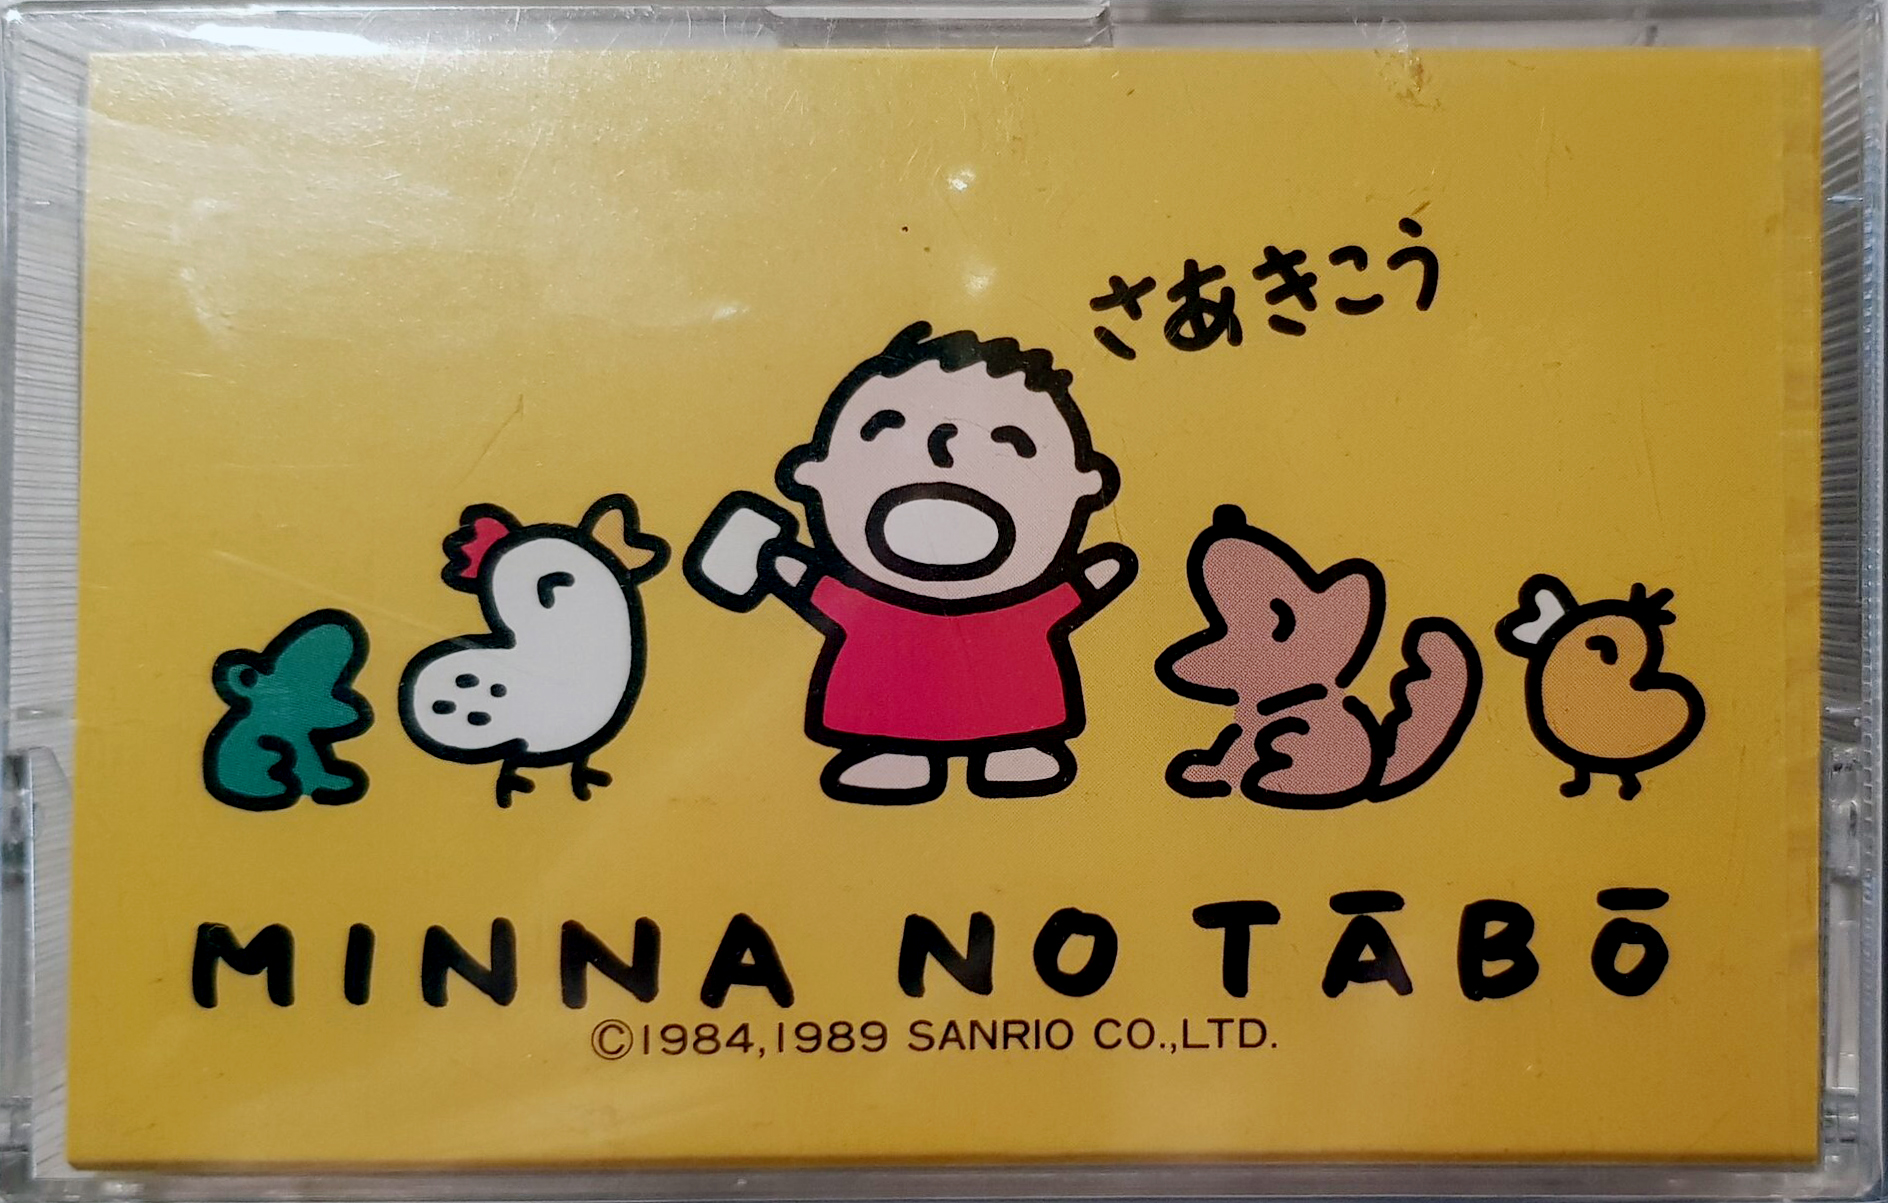 さあきこう
MINNA NO TĀBŌ
©1984,1989 SANRIO CO.,LTD.